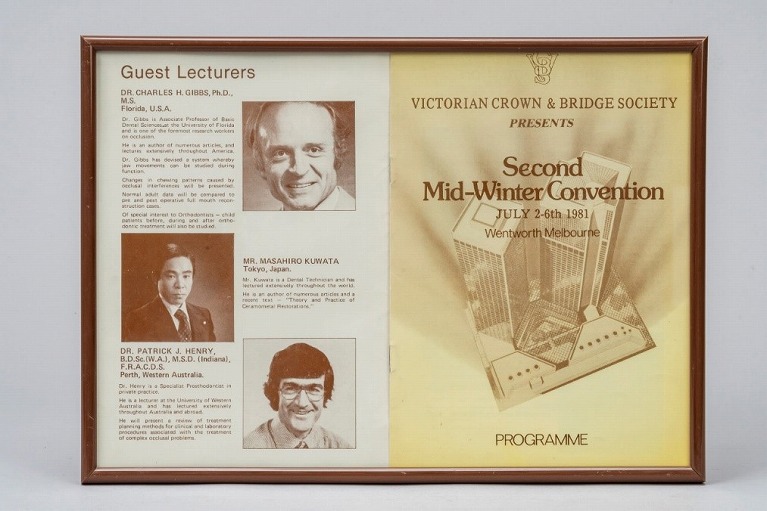 Guest Lecturers
DR. CHARLES H. GIBBS, Ph.D.,
M.S.
Florida, U.S.A.
Dr. Gibbs is Associate Professor of Basic
Dental Sciences at the University of Florida
and is one of the foremost research workers
on occlusion.
He is an author of numerous articles, and
lectures extensively throughout America.
Dr. Gibbs has devised a system whereby
jaw movements can be studied during
function.
Changes in chewing patterns caused by
occlusal interferences will be presented.
Normal adult data will be compared to
pre and post operative full mouth recon-
struction cases.
Of special interest to Orthodontists — child
patients before, during and after ortho-
dontic treatment will also be studied.
MR. MASAHIRO KUWATA
Tokyo, Japan.
Mr. Kuwata is a Dental Technician and has
lectured extensively throughout the world.
He is an author of numerous articles and a
recent text — "Theory and Practice of
Ceramometal Restorations."
DR. PATRICK J. HENRY,
B.D.Sc.(W.A.), M.S.D. (Indiana),
F.R.A.C.D.S.
Perth, Western Australia.
Dr. Henry is a Specialist Prosthodontist in
private practice.
He is a lecturer at the University of Western
Australia and has lectured extensively
throughout Australia and abroad.
He will present a review of treatment
planning methods for clinical and laboratory
procedures associated with the treatment
of complex occlusal problems.
VICTORIAN CROWN & BRIDGE SOCIETY
PRESENTS
Second
Mid-Winter Convention
JULY 2-6th 1981
Wentworth Melbourne
PROGRAMME